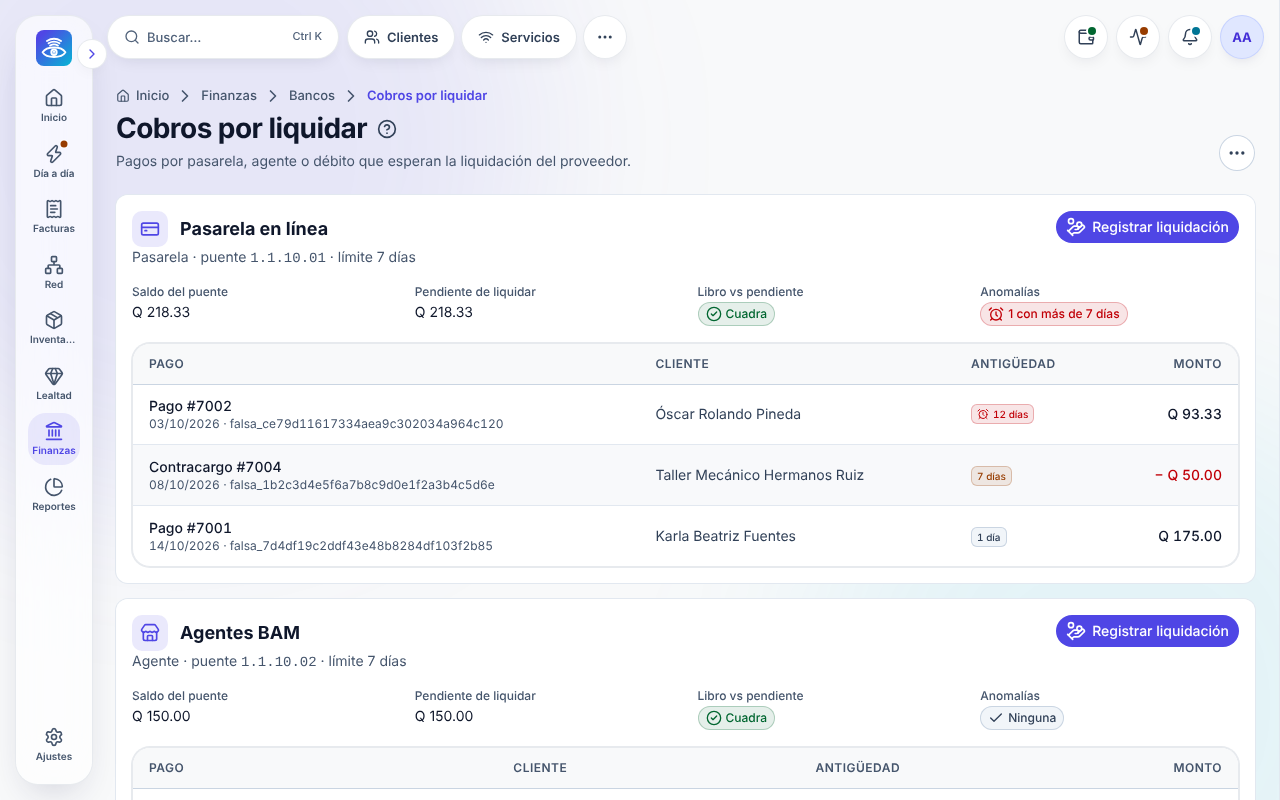 Buscar...
Ctrl K
Clientes
Servicios
AA
Inicio
Día a día
Facturas
Red
Inventa...
Lealtad
Finanzas
Reportes
Ajustes
Inicio > Finanzas > Bancos > Cobros por liquidar
Cobros por liquidar
Pagos por pasarela, agente o débito que esperan la liquidación del proveedor.
Pasarela en línea
Registrar liquidación
Pasarela · puente 1.1.10.01 · límite 7 días
Saldo del puente
Q 218.33
Pendiente de liquidar
Q 218.33
Libro vs pendiente
Cuadra
Anomalías
1 con más de 7 días
PAGO CLIENTE ANTIGÜEDAD MONTO
Pago #7002
03/10/2026 · falsa_ce79d11617334aea9c302034a964c120
Óscar Rolando Pineda
12 días
Q 93.33
Contracargo #7004
08/10/2026 · falsa_1b2c3d4e5f6a7b8c9d0e1f2a3b4c5d6e
Taller Mecánico Hermanos Ruiz
7 días
− Q 50.00
Pago #7001
14/10/2026 · falsa_7d4df19c2ddf43e48b8284df103f2b85
Karla Beatriz Fuentes
1 día
Q 175.00
Agentes BAM
Registrar liquidación
Agente · puente 1.1.10.02 · límite 7 días
Saldo del puente
Q 150.00
Pendiente de liquidar
Q 150.00
Libro vs pendiente
Cuadra
Anomalías
Ninguna
PAGO CLIENTE ANTIGÜEDAD MONTO